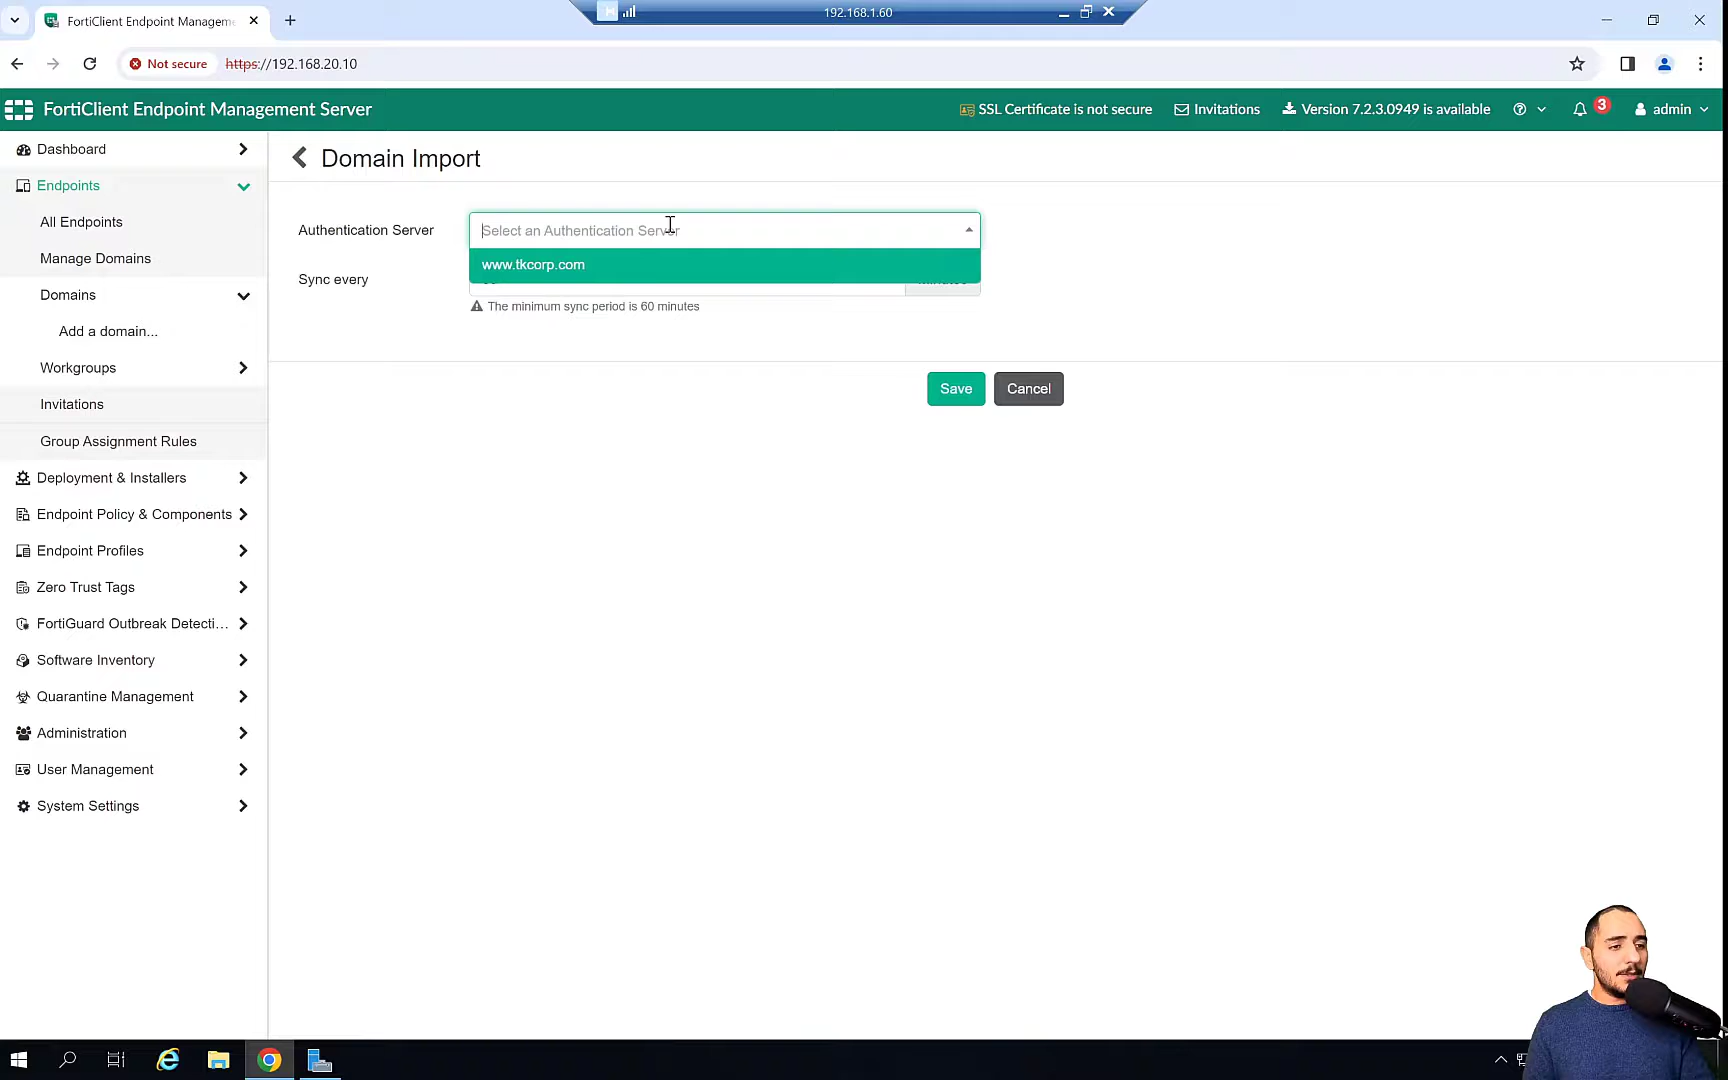 FortiClient Endpoint Managem
192.168.1.60
Not secure
https://192.168.20.10
FortiClient Endpoint Management Server
SSL Certificate is not secure
Invitations
Version 7.2.3.0949 is available
3
admin
Dashboard
Endpoints
All Endpoints
Manage Domains
Domains
Add a domain...
Workgroups
Invitations
Group Assignment Rules
Deployment & Installers
Endpoint Policy & Components
Endpoint Profiles
Zero Trust Tags
FortiGuard Outbreak Detecti...
Software Inventory
Quarantine Management
Administration
User Management
System Settings
Domain Import
Authentication Server
Select an Authentication Server
www.tkcorp.com
Sync every
The minimum sync period is 60 minutes
Save
Cancel